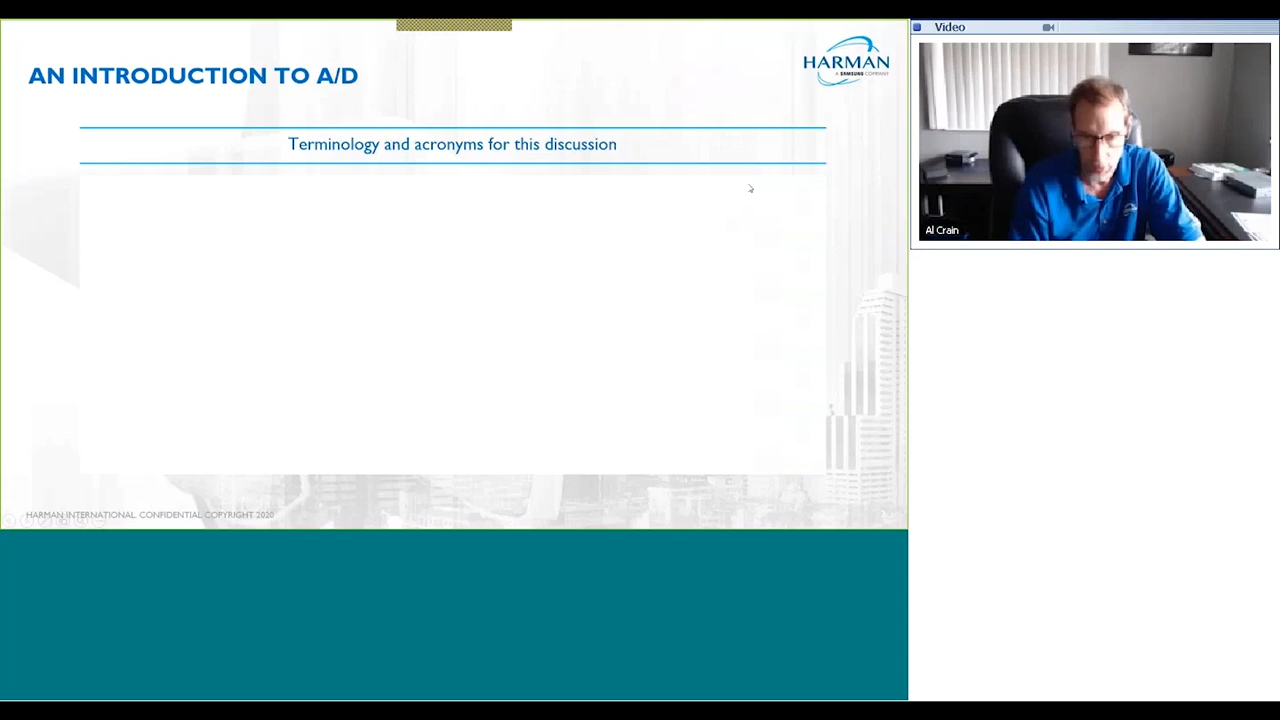 AN INTRODUCTION TO A/D
HARMAN
A SAMSUNG COMPANY
Terminology and acronyms for this discussion
HARMAN INTERNATIONAL. CONFIDENTIAL. COPYRIGHT 2020
Video
Al Crain